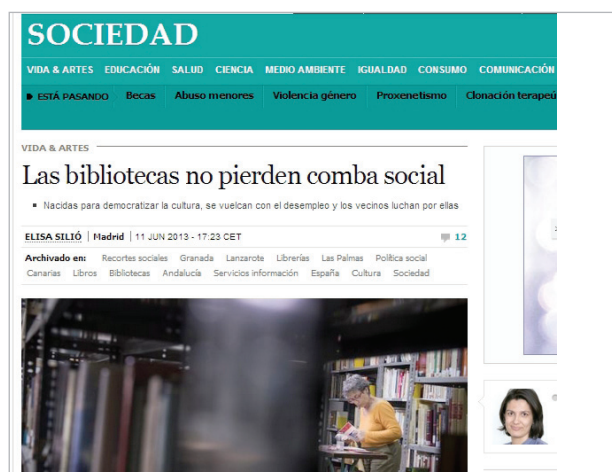 SOCIEDAD
VIDA & ARTES EDUCACIÓN SALUD CIENCIA MEDIO AMBIENTE IGUALDAD CONSUMO COMUNICACIÓN
ESTÁ PASANDO Becas Abuso menores Violencia género Proxenetismo Clonación terapeú
VIDA & ARTES
Las bibliotecas no pierden comba social
Nacidas para democratizar la cultura, se vuelcan con el desempleo y los vecinos luchan por ellas
ELISA SILIÓ | Madrid | 11 JUN 2013 - 17:23 CET 12
Archivado en: Recortes sociales Granada Lanzarote Librerías Las Palmas Política social
Canarias Libros Bibliotecas Andalucía Servicios información España Cultura Sociedad